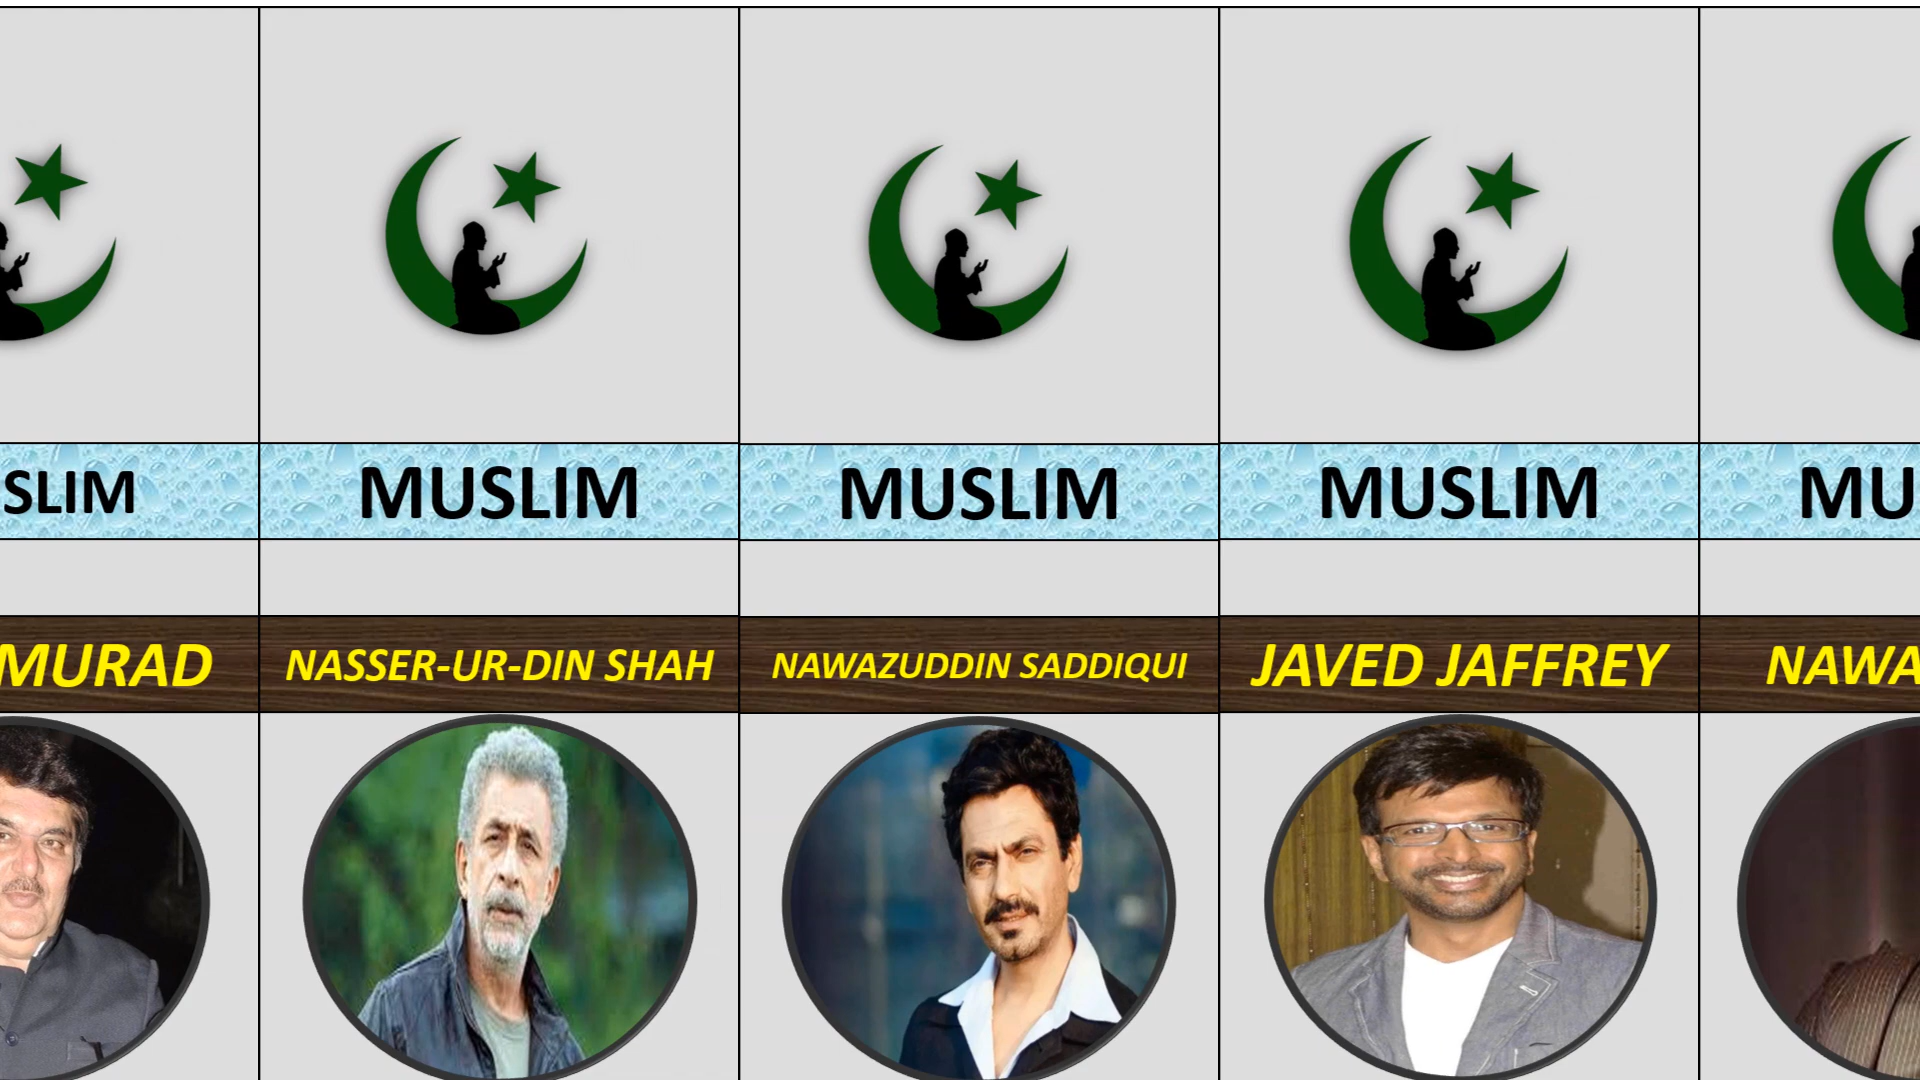 SLIM
MUSLIM
MUSLIM
MUSLIM
MU
MURAD
NASSER-UR-DIN SHAH
NAWAZUDDIN SADDIQUI
JAVED JAFFREY
NAWA